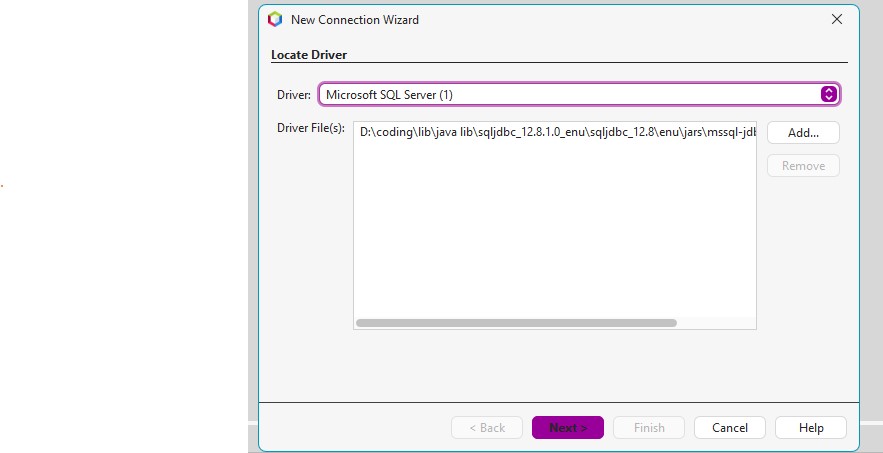 New Connection Wizard
Locate Driver
Driver: Microsoft SQL Server (1)
Driver File(s): D:\coding\lib\java lib\sqljdbc_12.8.1.0_enu\sqljdbc_12.8\enu\jars\mssql-jdb
Add...
Remove
< Back Next > Finish Cancel Help